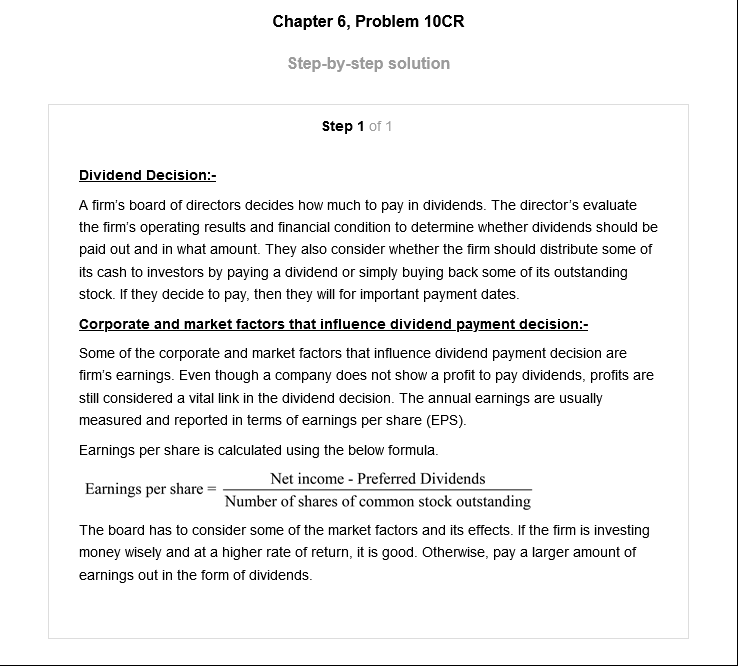 Chapter 6, Problem 10CR
Step-by-step solution
Step 1 of 1
Dividend Decision:-
A firm's board of directors decides how much to pay in dividends. The director's evaluate
the firm's operating results and financial condition to determine whether dividends should be
paid out and in what amount. They also consider whether the firm should distribute some of
its cash to investors by paying a dividend or simply buying back some of its outstanding
stock. If they decide to pay, then they will for important payment dates.
Corporate and market factors that influence dividend payment decision:-
Some of the corporate and market factors that influence dividend payment decision are
firm's earnings. Even though a company does not show a profit to pay dividends, profits are
still considered a vital link in the dividend decision. The annual earnings are usually
measured and reported in terms of earnings per share (EPS).
Earnings per share is calculated using the below formula.
Earnings per share = Net income - Preferred Dividends
Number of shares of common stock outstanding
The board has to consider some of the market factors and its effects. If the firm is investing
money wisely and at a higher rate of return, it is good. Otherwise, pay a larger amount of
earnings out in the form of dividends.